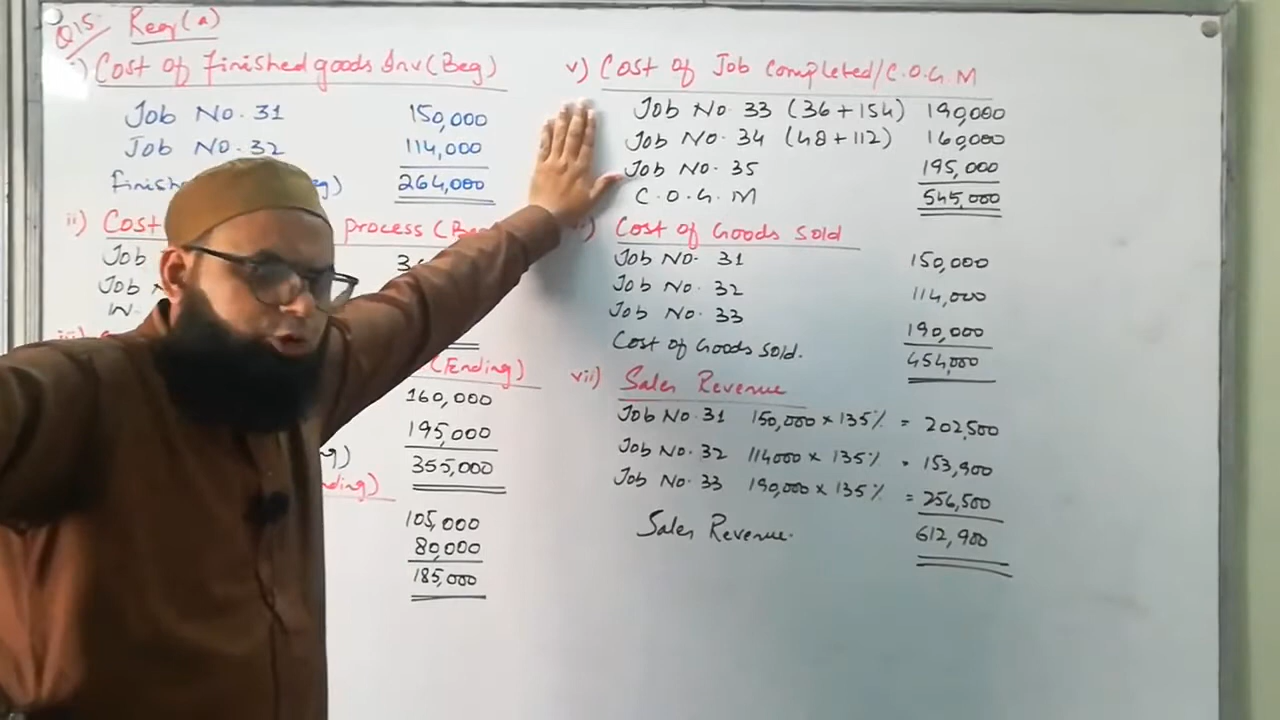 Q15: Req(a)
i) Cost of Finished goods Inv (Beg)
Job No. 31 150,000
Job No. 32 114,000
264,000
ii) Cost process
Job
Job
W.
(Ending)
160,000
195,000
355,000
105,000
80,000
185,000
v) Cost of Job Completed/C.O.G.M
Job No. 33 (36+154) 190,000
Job No. 34 (48+112) 160,000
Job No. 35 195,000
C.O.G.M 545,000
Cost of Goods Sold
Job No. 31 150,000
Job No. 32 114,000
Job No. 33 190,000
Cost of Goods Sold. 454,000
vii) Sales Revenue
Job No. 31 150,000 × 135% = 202,500
Job No. 32 114000 × 135% = 153,900
Job No. 33 190,000 × 135% = 256,500
Sales Revenue. 612,900